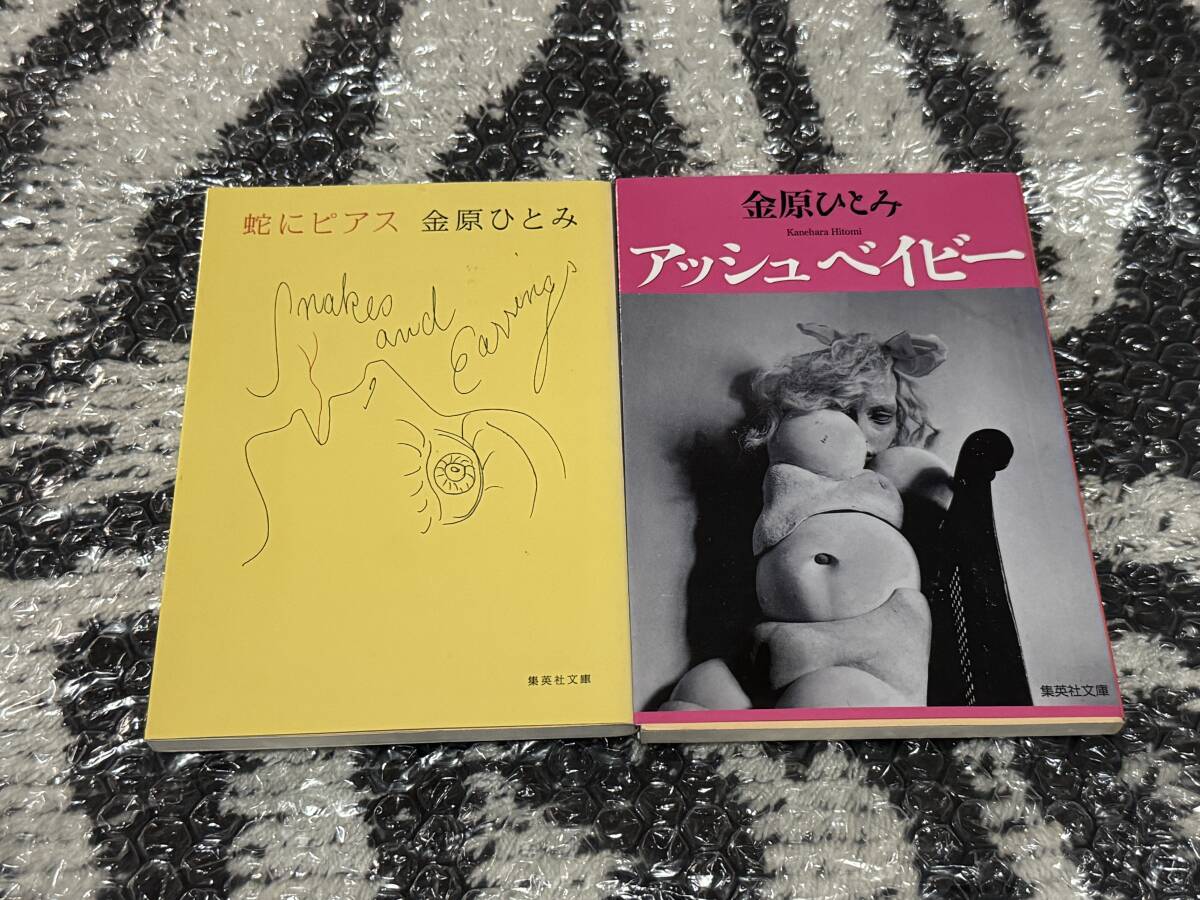 蛇にピアス 金原ひとみ
Snakes
and
Earrings
集英社文庫
金原ひとみ
Kanehara Hitomi
アッシュベイビー
集英社文庫